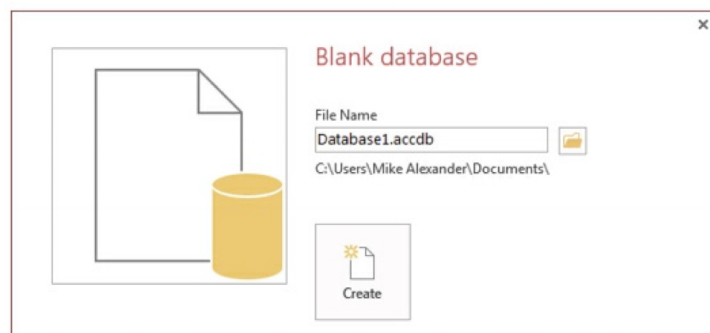 Blank database
File Name
Database1.accdb
C:\Users\Mike Alexander\Documents\
Create